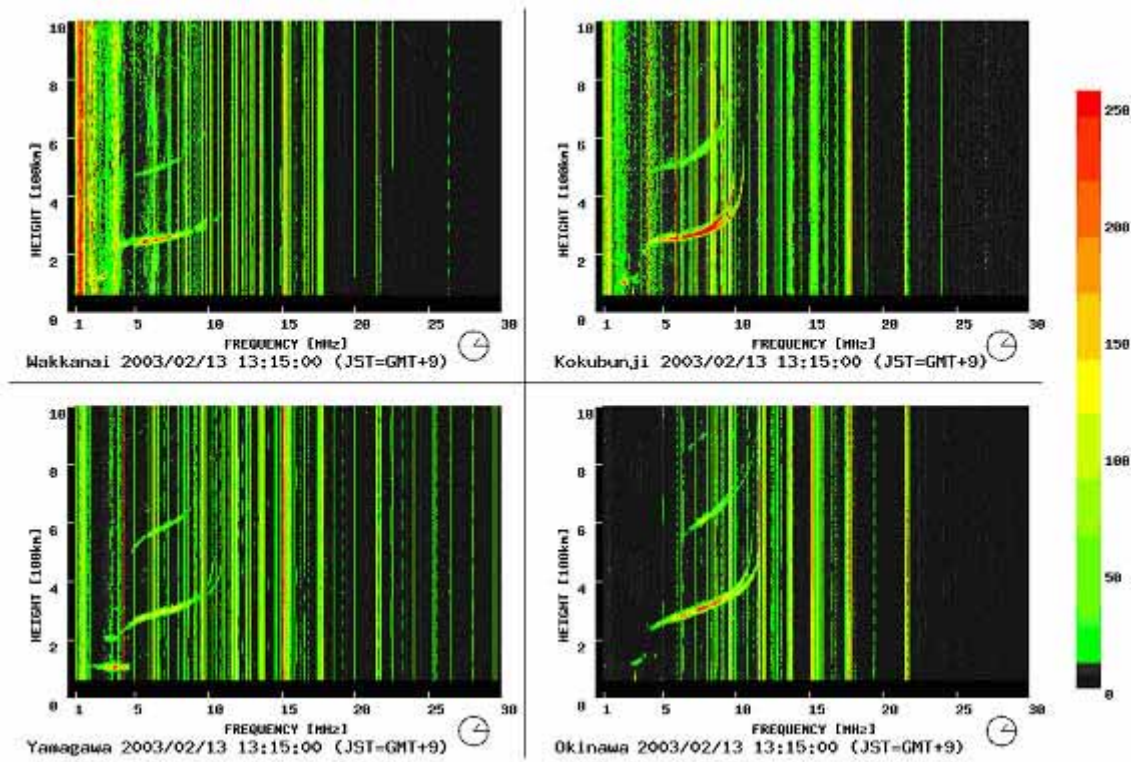 10
8
6
4
2
0
HEIGHT [100km]
1 5 10 15 20 25 30
FREQUENCY [MHz]
Wakkanai 2003/02/13 13:15:00 (JST=GMT+9)
10
8
6
4
2
0
HEIGHT [100km]
1 5 10 15 20 25 30
FREQUENCY [MHz]
Kokubunji 2003/02/13 13:15:00 (JST=GMT+9)
10
8
6
4
2
0
HEIGHT [100km]
1 5 10 15 20 25 30
FREQUENCY [MHz]
Yamagawa 2003/02/13 13:15:00 (JST=GMT+9)
10
8
6
4
2
0
HEIGHT [100km]
1 5 10 15 20 25 30
FREQUENCY [MHz]
Okinawa 2003/02/13 13:15:00 (JST=GMT+9)
250
200
150
100
50
0